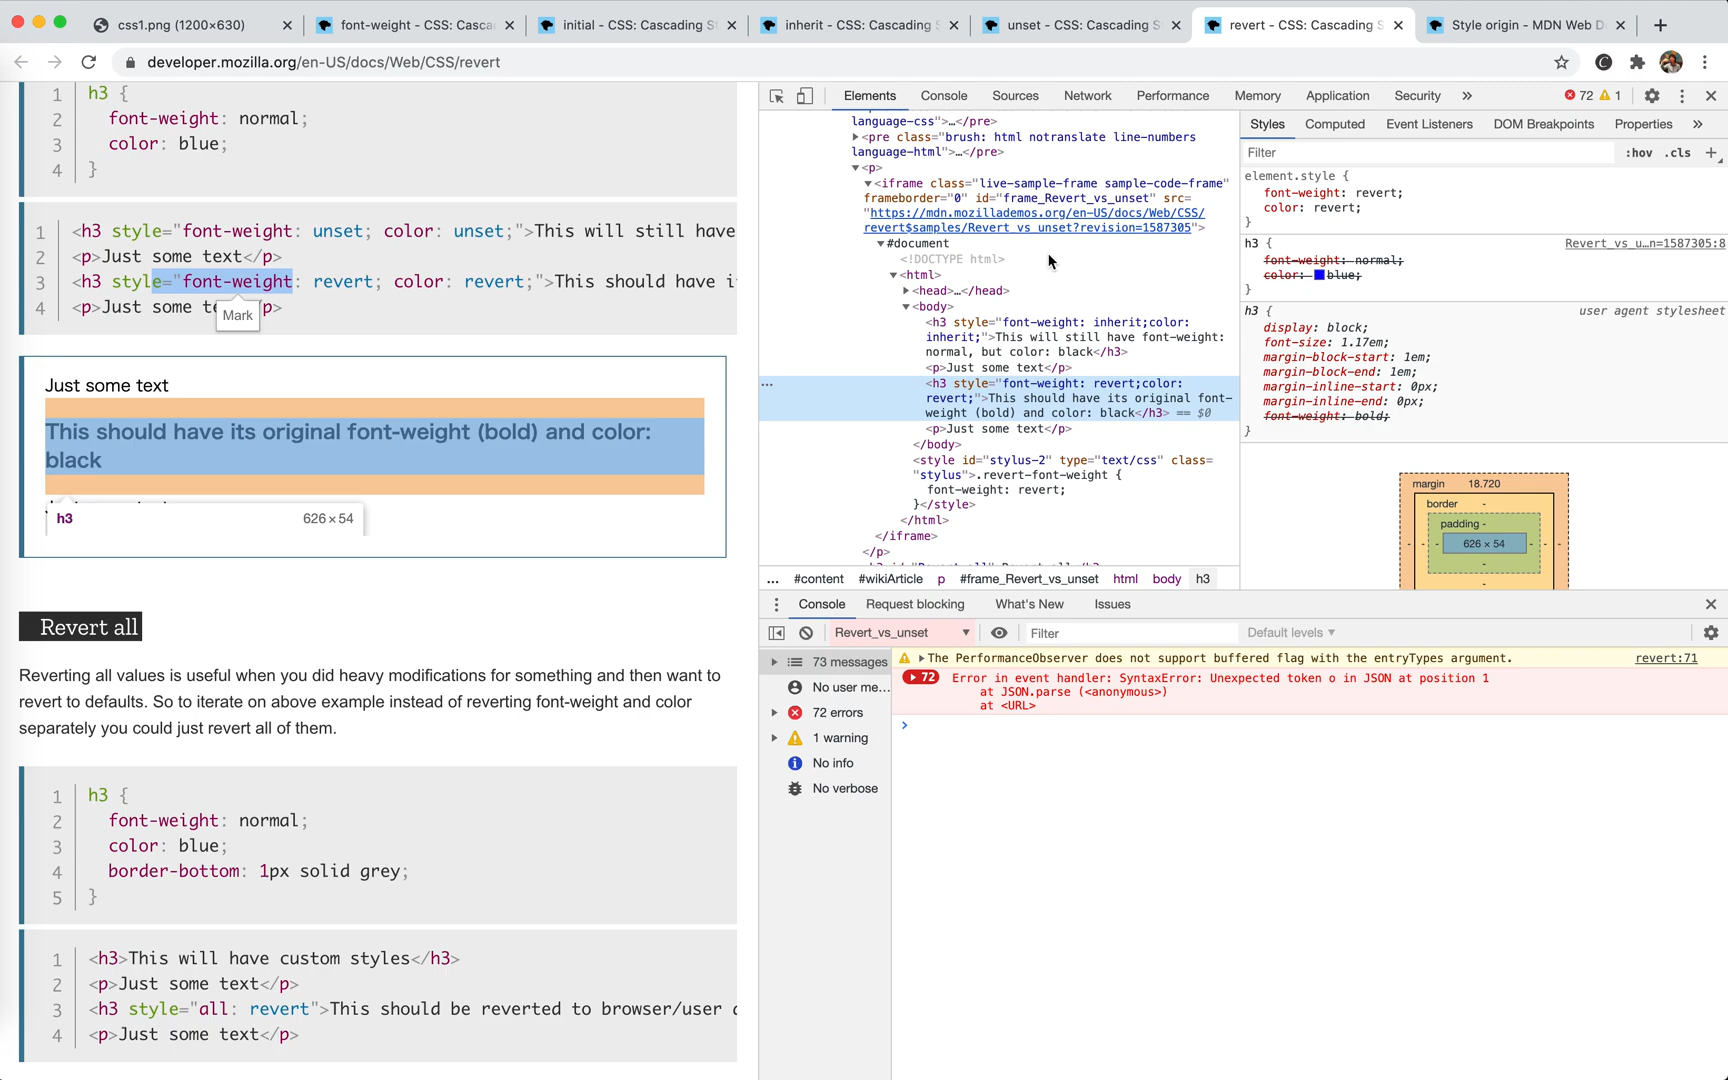 css1.png (1200×630)
font-weight - CSS: Casca
initial - CSS: Cascading S
inherit - CSS: Cascading S
unset - CSS: Cascading S
revert - CSS: Cascading S
Style origin - MDN Web D
developer.mozilla.org/en-US/docs/Web/CSS/revert
1 h3 {
2 font-weight: normal;
3 color: blue;
4 }
1 <h3 style="font-weight: unset; color: unset;">This will still have
2 <p>Just some text</p>
3 <h3 style="font-weight: revert; color: revert;">This should have i
4 <p>Just some te p>
Mark
Just some text
This should have its original font-weight (bold) and color:
black
h3 626×54
Revert all
Reverting all values is useful when you did heavy modifications for something and then want to
revert to defaults. So to iterate on above example instead of reverting font-weight and color
separately you could just revert all of them.
1 h3 {
2 font-weight: normal;
3 color: blue;
4 border-bottom: 1px solid grey;
5 }
1 <h3>This will have custom styles</h3>
2 <p>Just some text</p>
3 <h3 style="all: revert">This should be reverted to browser/user
4 <p>Just some text</p>
Elements Console Sources Network Performance Memory Application Security » 72 1
language-css">…</pre>
<pre class="brush: html notranslate line-numbers
language-html">…</pre>
<p>
<iframe class="live-sample-frame sample-code-frame"
frameborder="0" id="frame_Revert_vs_unset" src=
"https://mdn.mozillademos.org/en-US/docs/Web/CSS/
revert$samples/Revert_vs_unset?revision=1587305">
#document
<!DOCTYPE html>
<html>
<head>…</head>
<body>
<h3 style="font-weight: inherit;color:
inherit;">This will still have font-weight:
normal, but color: black</h3>
<p>Just some text</p>
<h3 style="font-weight: revert;color:
revert;">This should have its original font-
weight (bold) and color: black</h3> == $0
<p>Just some text</p>
</body>
<style id="stylus-2" type="text/css" class=
"stylus">.revert-font-weight {
font-weight: revert;
}</style>
</html>
</iframe>
</p>
... #content #wikiArticle p #frame_Revert_vs_unset html body h3
Styles Computed Event Listeners DOM Breakpoints Properties »
Filter :hov .cls +
element.style {
font-weight: revert;
color: revert;
}
h3 { Revert_vs_u…n=1587305:8
font-weight: normal;
color: blue;
}
h3 { user agent stylesheet
display: block;
font-size: 1.17em;
margin-block-start: 1em;
margin-block-end: 1em;
margin-inline-start: 0px;
margin-inline-end: 0px;
font-weight: bold;
}
margin 18.720
border -
padding -
- - - 626 × 54 - - -
-
-
Console Request blocking What's New Issues
Revert_vs_unset Filter Default levels
73 messages
No user me…
72 errors
1 warning
No info
No verbose
The PerformanceObserver does not support buffered flag with the entryTypes argument. revert:71
72 Error in event handler: SyntaxError: Unexpected token o in JSON at position 1
at JSON.parse (<anonymous>)
at <URL>